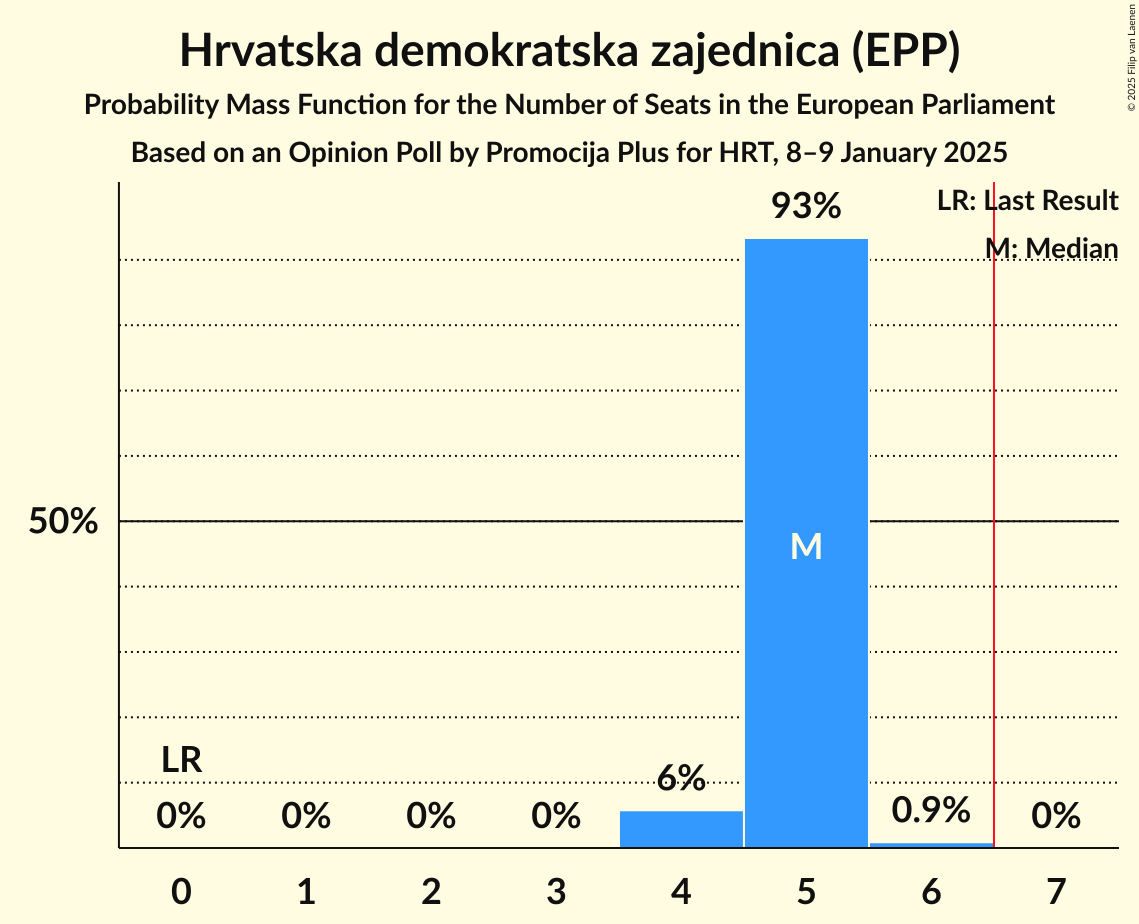 Hrvatska demokratska zajednica (EPP)
Probability Mass Function for the Number of Seats in the European Parliament
Based on an Opinion Poll by Promocija Plus for HRT, 8–9 January 2025
© 2025 Filip van Laenen
LR: Last Result
M: Median
93%
50%
M
LR
0%
0%
0%
0%
6%
0.9%
0%
0
1
2
3
4
5
6
7